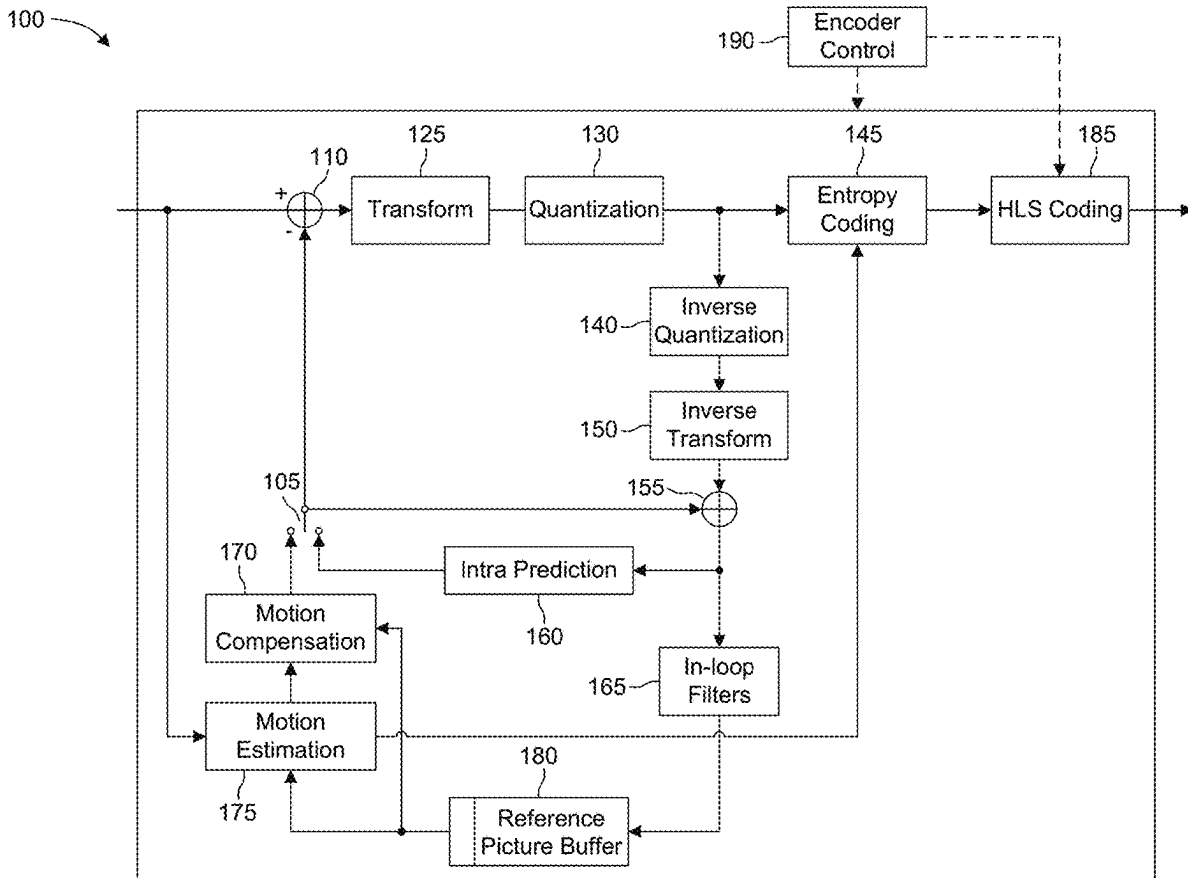 100
190
Encoder
Control
125
130
145
185
110
+
-
Transform
Quantization
Entropy
Coding
HLS Coding
140
Inverse
Quantization
150
Inverse
Transform
105
155
170
Intra Prediction
160
Motion
Compensation
165
In-loop
Filters
Motion
Estimation
175
180
Reference
Picture Buffer